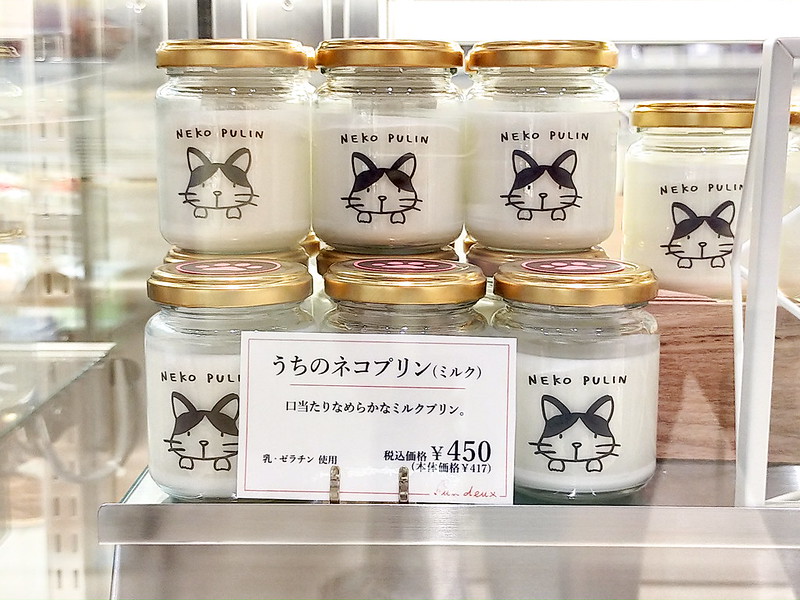 NEKO PULIN
NEKO PULIN
NEKO PULIN
NEKO PULIN
NEKO PULIN
NEKO PULIN
うちのネコプリン(ミルク)
口当たりなめらかなミルクプリン。
乳・ゼラチン 使用
税込価格 ¥450
(本体価格¥417)
Sun deux